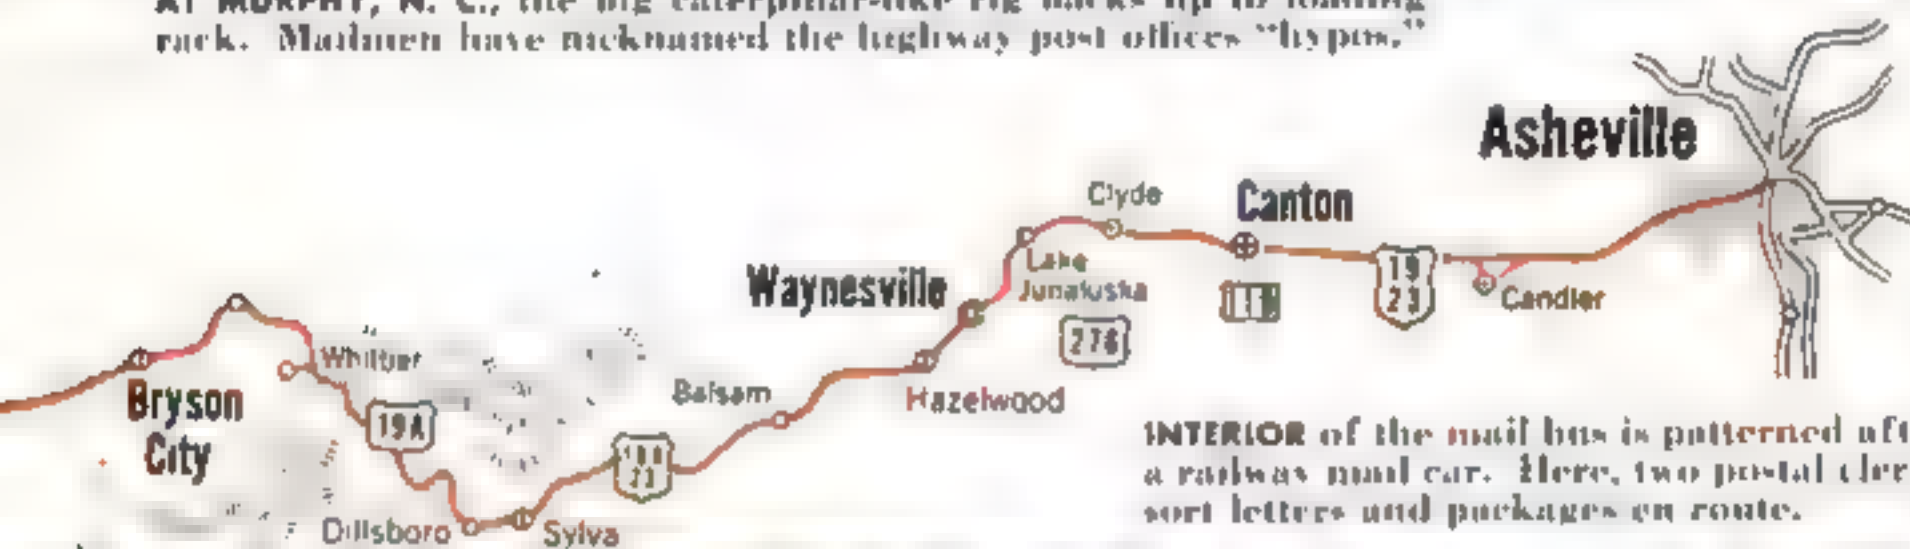 AT MURPHY, N. C., the big caterpillar-like rig backs up to loading
rack. Mailmen have nicknamed the highway post offices "hypos."
Asheville
Clyde
Canton
Lake
Junaluska
Waynesville
19
23
Candler
276
Whittier
Balsam
Hazelwood
Bryson
City
19A
19A
23
Dillsboro
Sylva
INTERIOR of the mail bus is patterned aft
a railway mail car. Here, two postal cler
sort letters and packages en route.